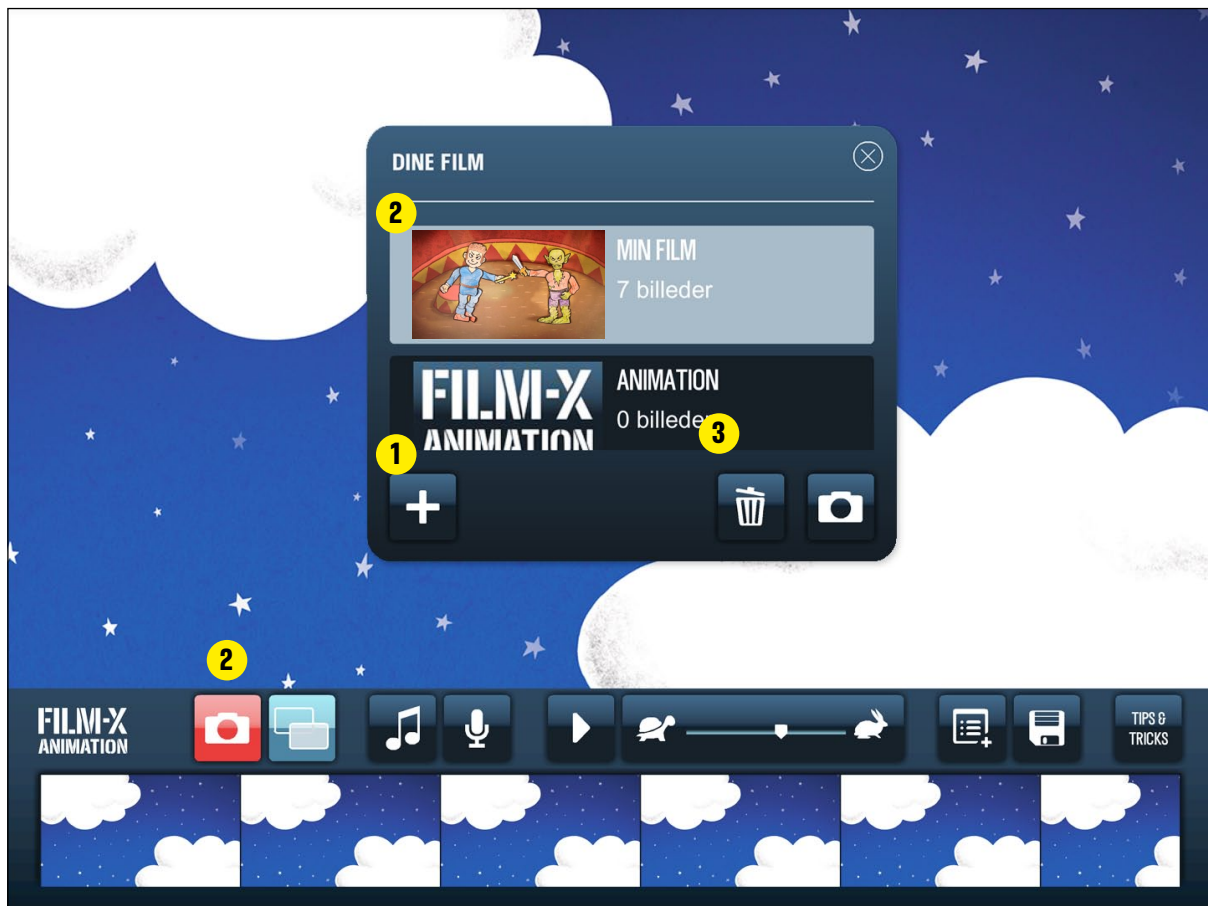 DINE FILM
2
MIN FILM
7 billeder
FILM-X
ANIMATION
ANIMATION
0 billeder
3
1
2
FILM-X
ANIMATION
TIPS &
TRICKS